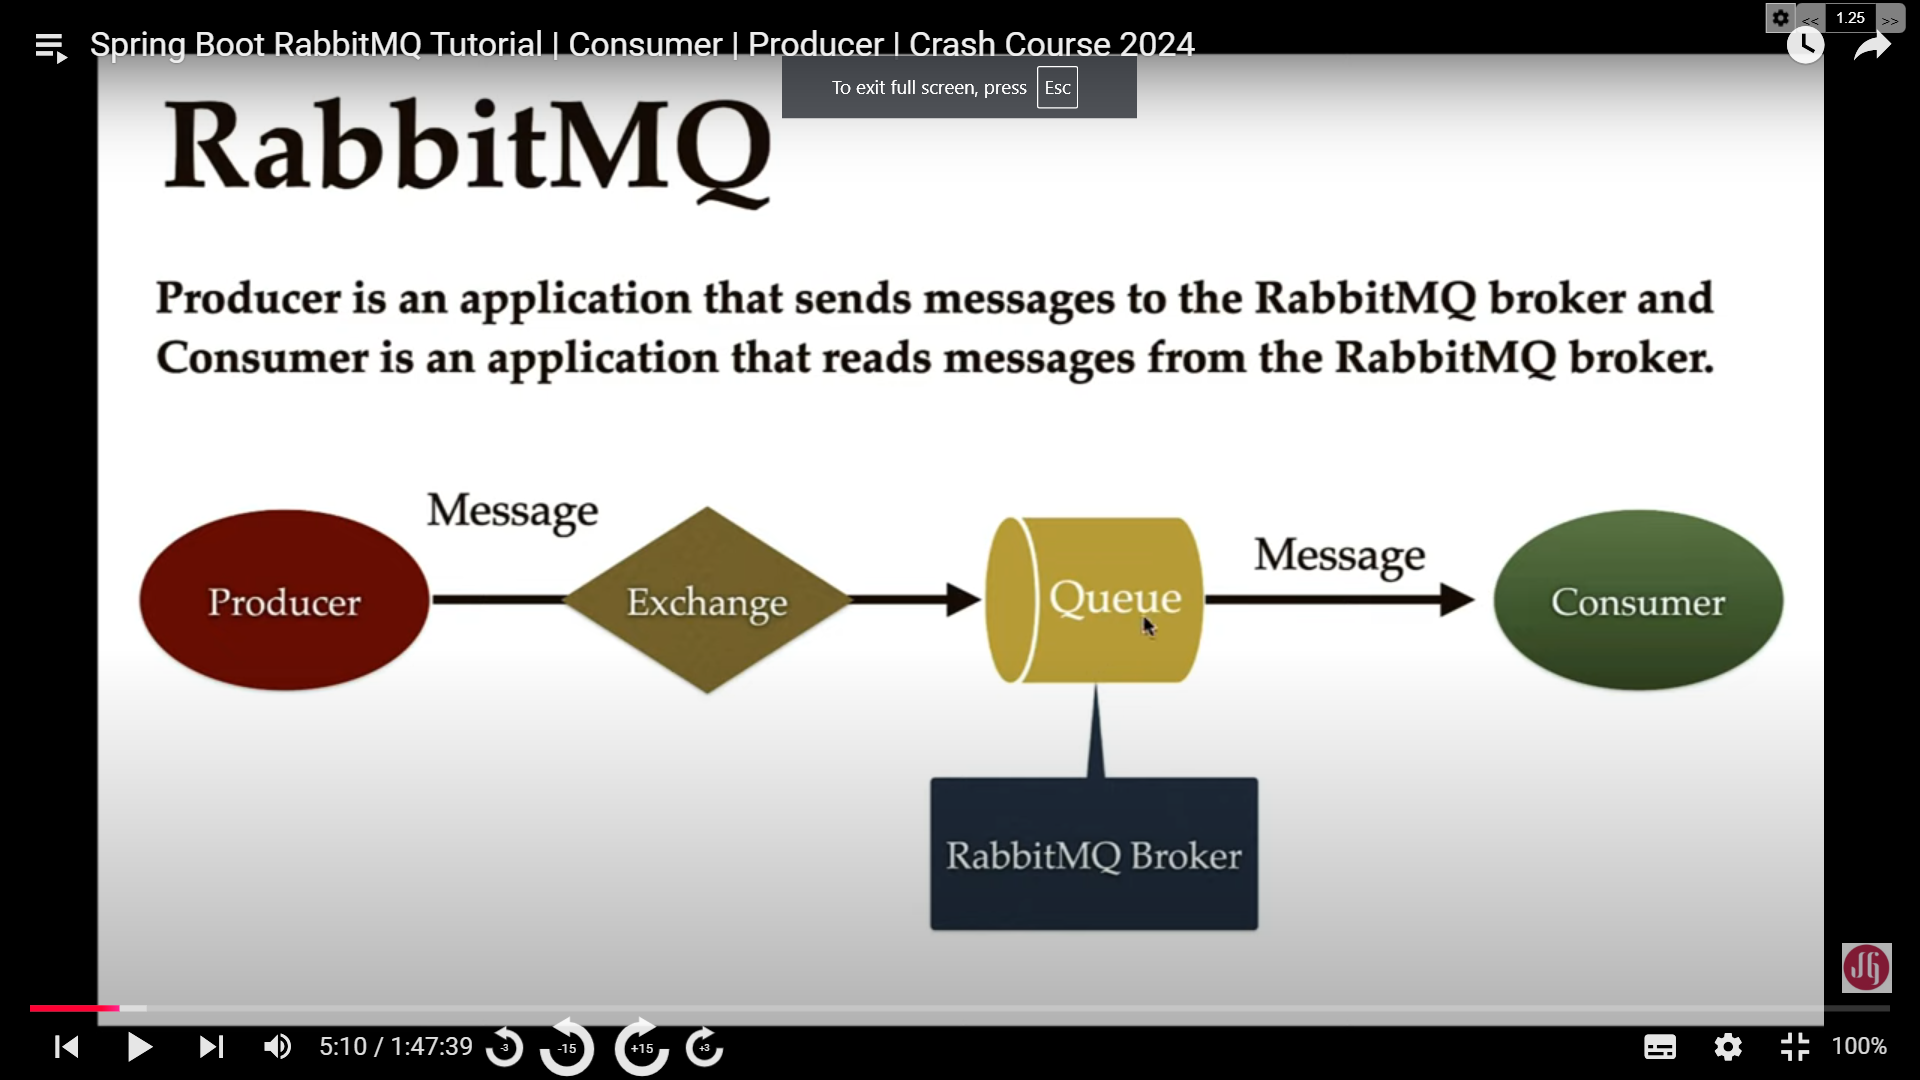 << 1.25 >>
Spring Boot RabbitMQ Tutorial | Consumer | Producer | Crash Course 2024
To exit full screen, press Esc
RabbitMQ
Producer is an application that sends messages to the RabbitMQ broker and
Consumer is an application that reads messages from the RabbitMQ broker.
Message
Message
Producer
Exchange
Queue
Consumer
RabbitMQ Broker
5:10 / 1:47:39
-3
-15
+15
+3
100%